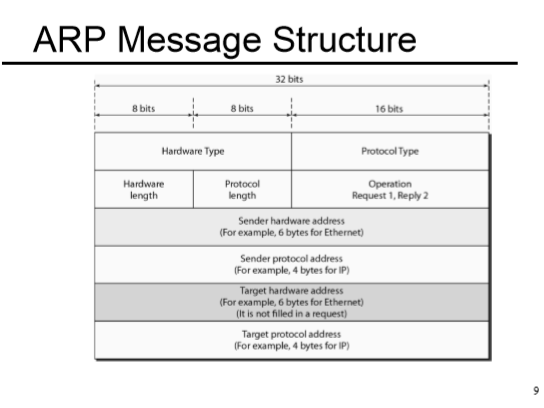 ARP Message Structure
32 bits
8 bits 8 bits 16 bits
Hardware Type Protocol Type
Hardware length Protocol length Operation
Request 1, Reply 2
Sender hardware address
(For example, 6 bytes for Ethernet)
Sender protocol address
(For example, 4 bytes for IP)
Target hardware address
(For example, 6 bytes for Ethernet)
(It is not filled in a request)
Target protocol address
(For example, 4 bytes for IP)
9